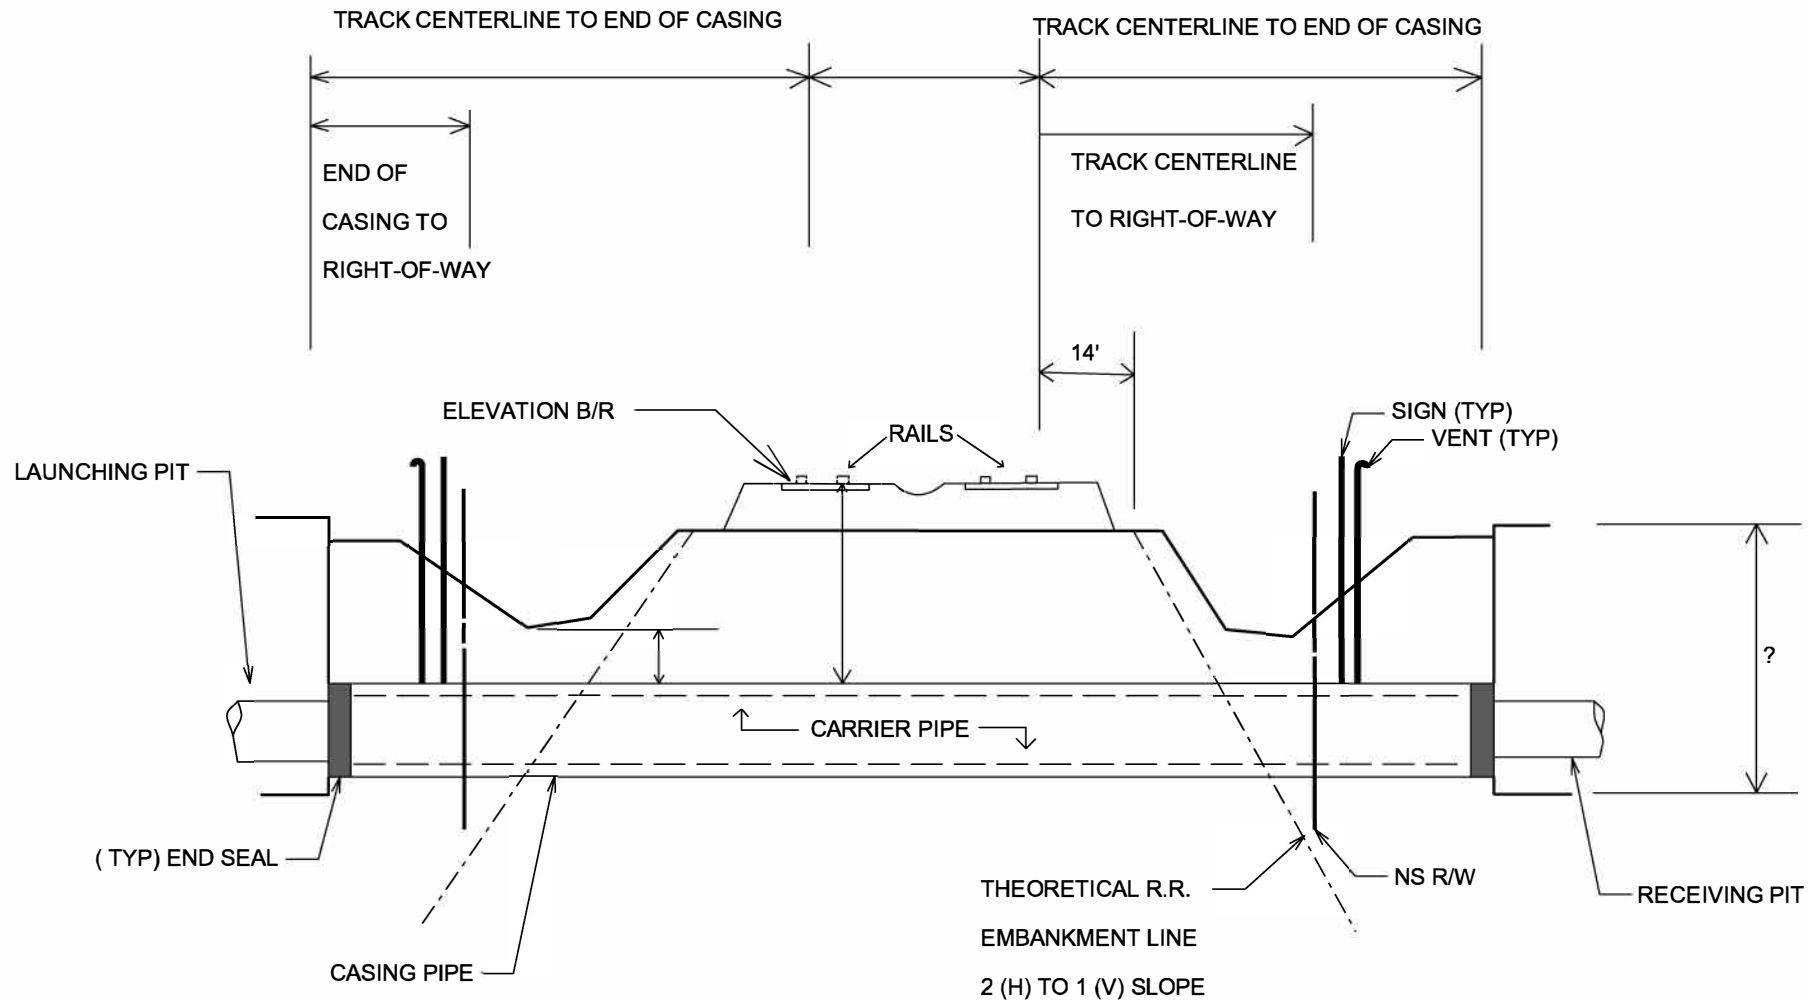 TRACK CENTERLINE TO END OF CASING
TRACK CENTERLINE TO END OF CASING
END OF
CASING TO
RIGHT-OF-WAY
TRACK CENTERLINE
TO RIGHT-OF-WAY
14'
ELEVATION B/R
RAILS
SIGN (TYP)
VENT (TYP)
LAUNCHING PIT
?
CARRIER PIPE
( TYP) END SEAL
THEORETICAL R.R.
EMBANKMENT LINE
2 (H) TO 1 (V) SLOPE
NS R/W
RECEIVING PIT
CASING PIPE